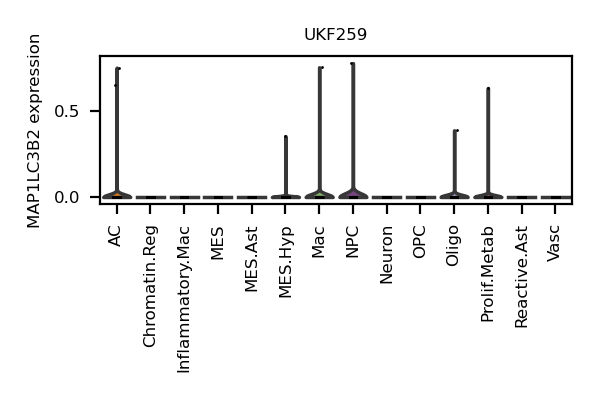 UKF259
MAP1LC3B2 expression
0.5
0.0
AC
Chromatin.Reg
Inflammatory.Mac
MES
MES.Ast
MES.Hyp
Mac
NPC
Neuron
OPC
Oligo
Prolif.Metab
Reactive.Ast
Vasc